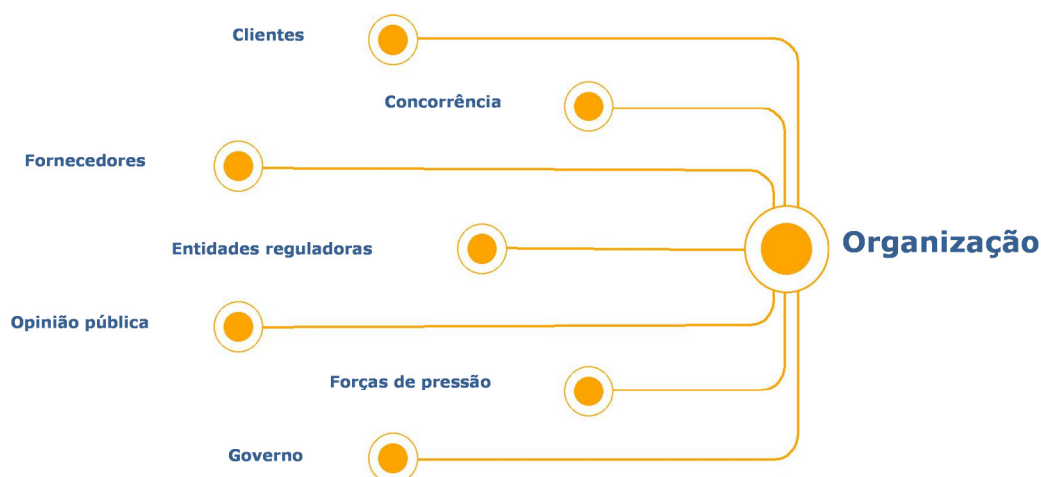 Clientes
Concorrência
Fornecedores
Entidades reguladoras
Organização
Opinião pública
Forças de pressão
Governo